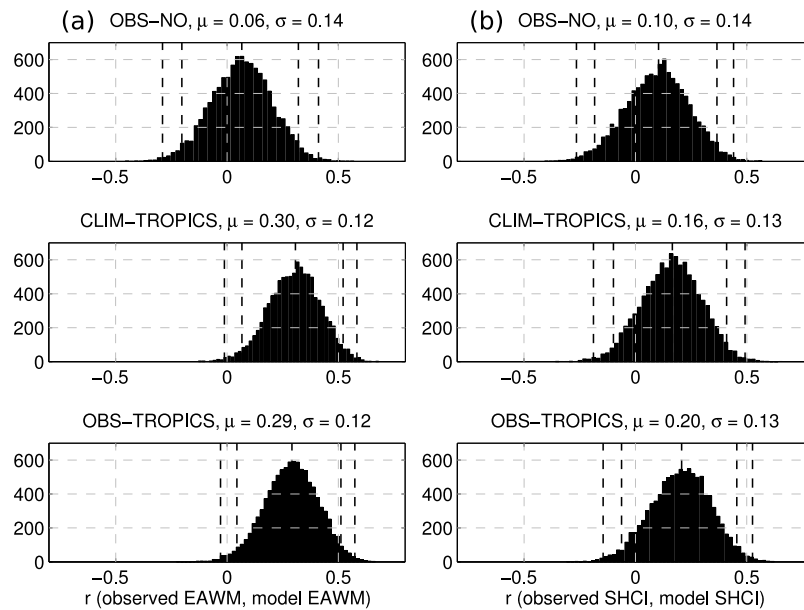 (a) OBS−NO, μ = 0.06, σ = 0.14
600
400
200
0
−0.5 0 0.5
CLIM−TROPICS, μ = 0.30, σ = 0.12
600
400
200
0
−0.5 0 0.5
OBS−TROPICS, μ = 0.29, σ = 0.12
600
400
200
0
−0.5 0 0.5
r (observed EAWM, model EAWM)
(b) OBS−NO, μ = 0.10, σ = 0.14
600
400
200
0
−0.5 0 0.5
CLIM−TROPICS, μ = 0.16, σ = 0.13
600
400
200
0
−0.5 0 0.5
OBS−TROPICS, μ = 0.20, σ = 0.13
600
400
200
0
−0.5 0 0.5
r (observed SHCI, model SHCI)